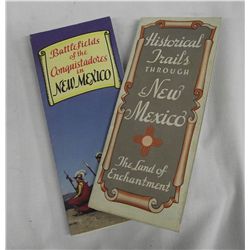 Battlefields
of the
Conquistadores
in
NEW MEXICO
Historical
Trails
THROUGH
New
Mexico
The Land of
Enchantment